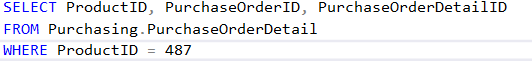 SELECT ProductID, PurchaseOrderID, PurchaseOrderDetailID
FROM Purchasing.PurchaseOrderDetail
WHERE ProductID = 487